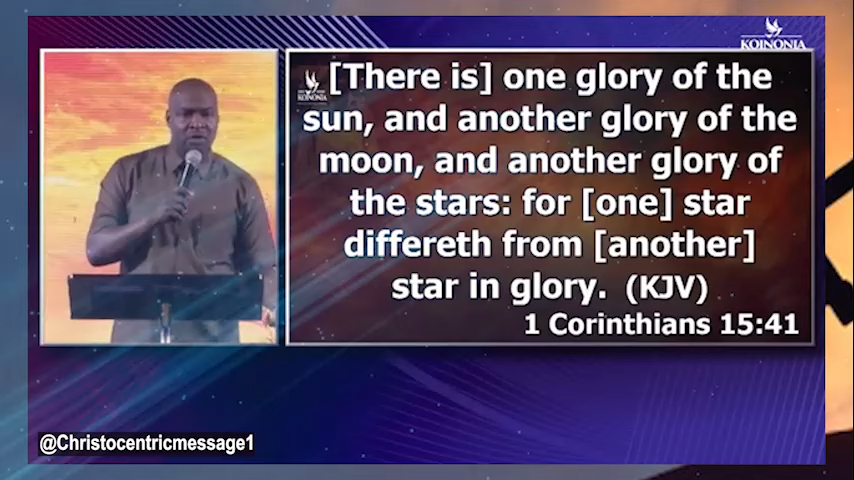 KOINONIA
KOINONIA
[There is] one glory of the
sun, and another glory of the
moon, and another glory of
the stars: for [one] star
differeth from [another]
star in glory. (KJV)
1 Corinthians 15:41
@Christocentricmessage1